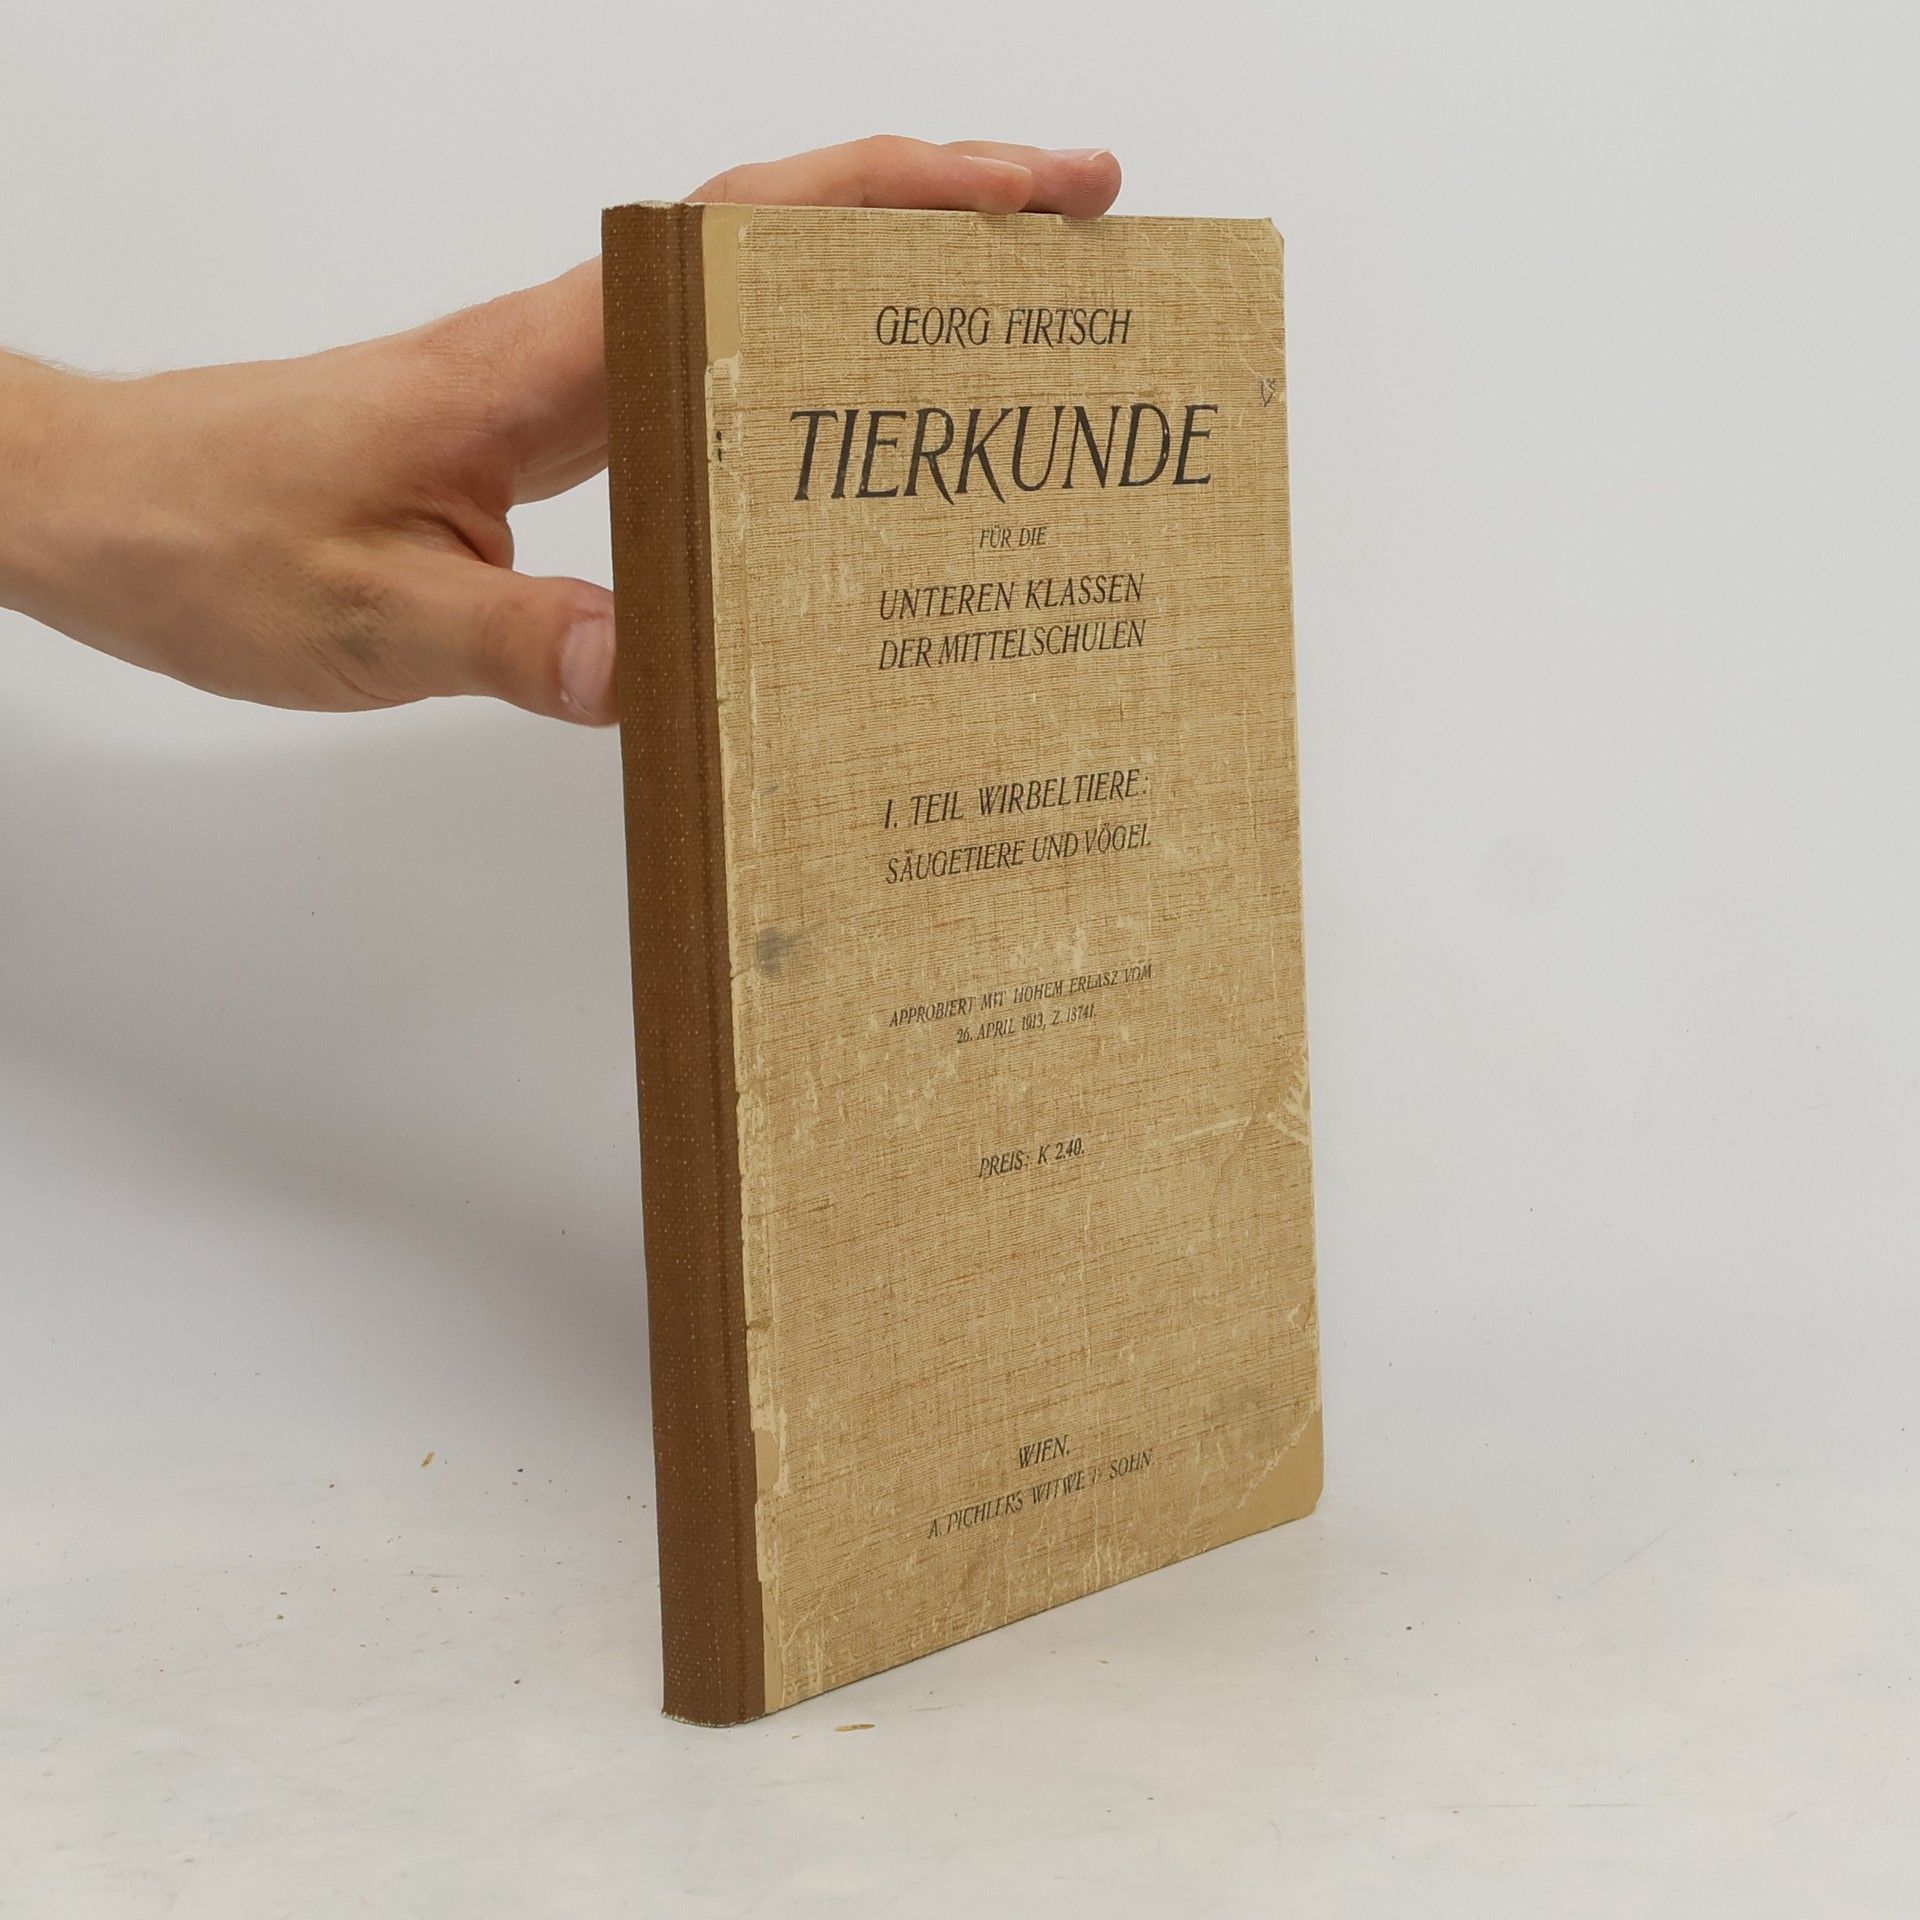 GEORG FIRTSCH
TIERKUNDE
FÜR DIE
UNTEREN KLASSEN
DER MITTELSCHULEN
I. TEIL WIRBELTIERE:
SÄUGETIERE UND VÖGEL
APPROBIERT MIT HOHEM ERLASZ VOM
26. APRIL 1913, Z. 18741.
PREIS: K 2.40.
WIEN.
A. PICHLERS WITWE & SOHN